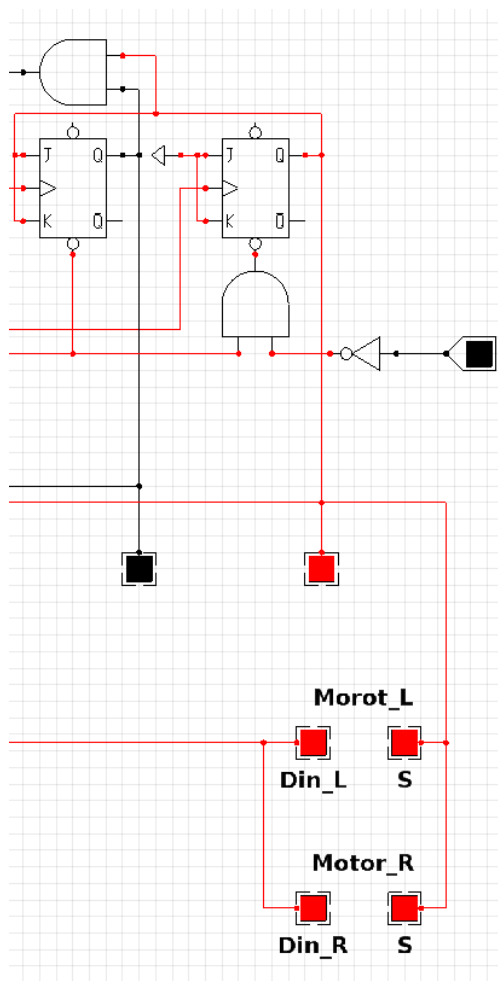 J Q J Q
K Q̅ K Q̅
Morot_L
Din_L S
Motor_R
Din_R S